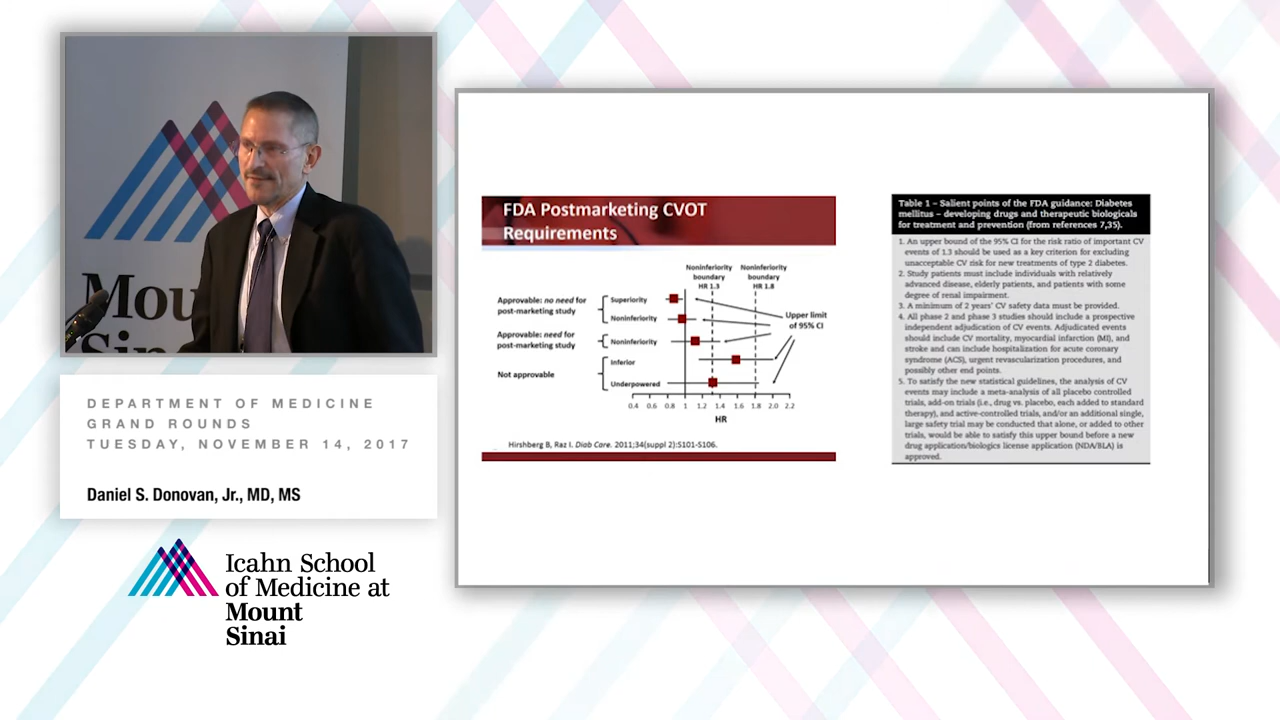 Mou
Sin
DEPARTMENT OF MEDICINE
GRAND ROUNDS
TUESDAY, NOVEMBER 14, 2017
Daniel S. Donovan, Jr., MD, MS
Icahn School
of Medicine at
Mount
Sinai
FDA Postmarketing CVOT
Requirements
Noninferiority
boundary
HR 1.3
Noninferiority
boundary
HR 1.8
Approvable: no need for
post-marketing study
Superiority
Noninferiority
Upper limit
of 95% CI
Approvable: need for
post-marketing study
Noninferiority
Not approvable
Inferior
Underpowered
0.4 0.6 0.8 1 1.2 1.4 1.6 1.8 2.0 2.2
HR
Hirshberg B, Raz I. Diab Care. 2011;34(suppl 2):S101-S106.
Table 1 – Salient points of the FDA guidance: Diabetes
mellitus – developing drugs and therapeutic biologicals
for treatment and prevention (from references 7,35).
1. An upper bound of the 95% CI for the risk ratio of important CV
events of 1.3 should be used as a key criterion for excluding
unacceptable CV risk for new treatments of type 2 diabetes.
2. Study patients must include individuals with relatively
advanced disease, elderly patients, and patients with some
degree of renal impairment.
3. A minimum of 2 years' CV safety data must be provided.
4. All phase 2 and phase 3 studies should include a prospective
independent adjudication of CV events. Adjudicated events
should include CV mortality, myocardial infarction (MI), and
stroke and can include hospitalization for acute coronary
syndrome (ACS), urgent revascularization procedures, and
possibly other end points.
5. To satisfy the new statistical guidelines, the analysis of CV
events may include a meta-analysis of all placebo controlled
trials, add-on trials (i.e., drug vs. placebo, each added to standard
therapy), and active-controlled trials, and/or an additional single,
large safety trial may be conducted that alone, or added to other
trials, would be able to satisfy this upper bound before a new
drug application/biologics license application (NDA/BLA) is
approved.